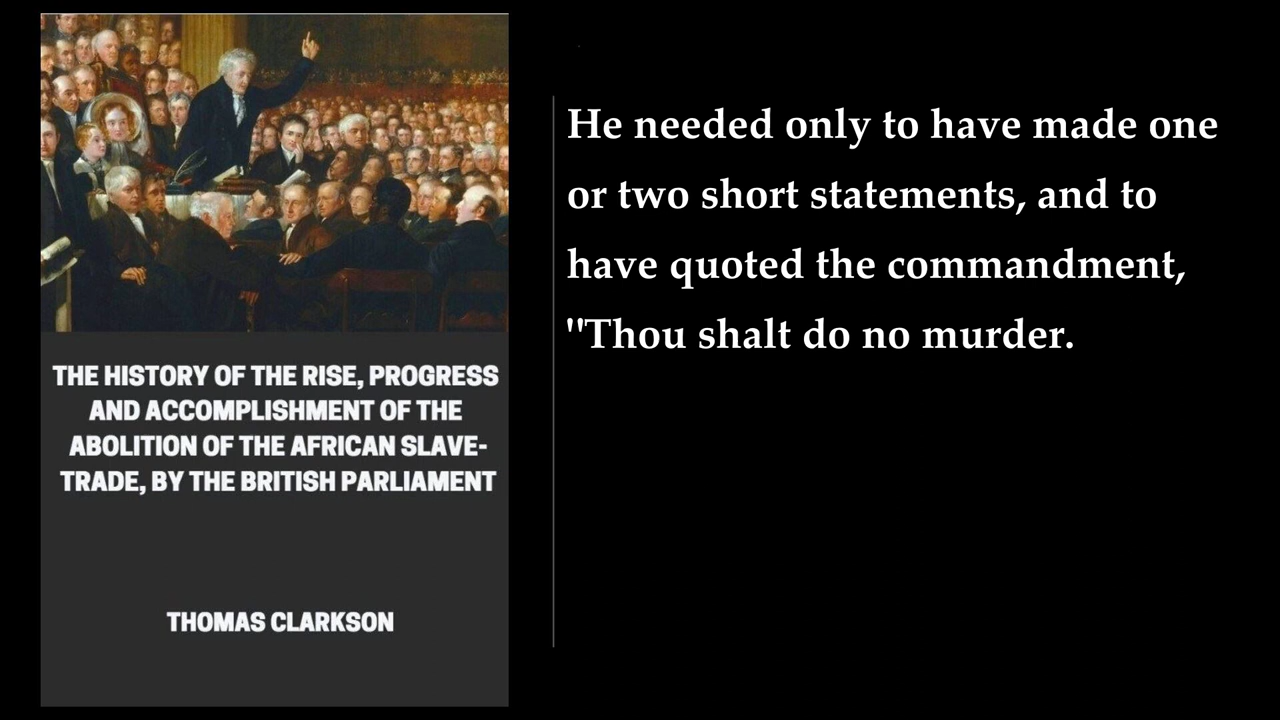 THE HISTORY OF THE RISE, PROGRESS
AND ACCOMPLISHMENT OF THE
ABOLITION OF THE AFRICAN SLAVE-
TRADE, BY THE BRITISH PARLIAMENT
THOMAS CLARKSON
He needed only to have made one
or two short statements, and to
have quoted the commandment,
"Thou shalt do no murder.